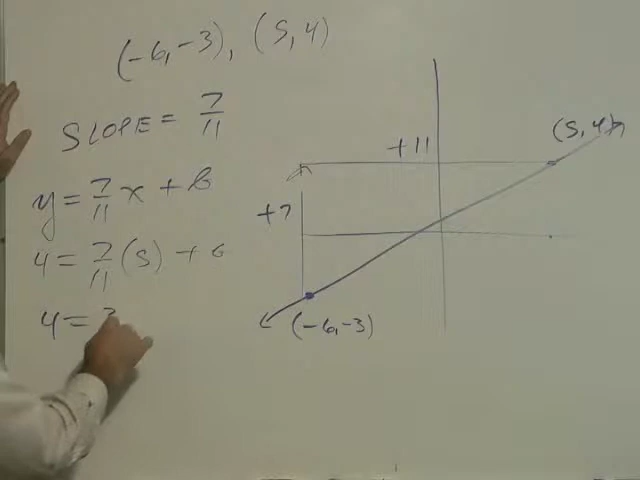 (-6,-3), (5,4)
SLOPE = 7/11
y = 7/11 x + b
4 = 7/11 (5) + b
4 = 3
+11
(5,4)
+7
(-6,-3)